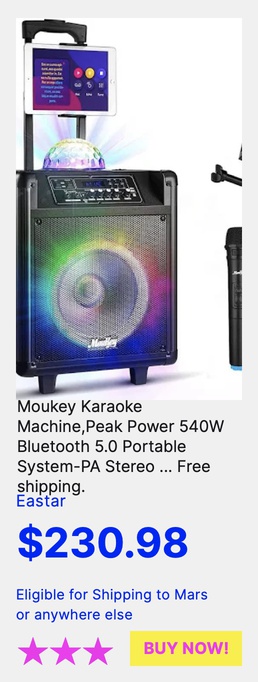 Moukey
Moukey Karaoke
Machine,Peak Power 540W
Bluetooth 5.0 Portable
System-PA Stereo ... Free
shipping.
Eastar
$230.98
Eligible for Shipping to Mars
or anywhere else
BUY NOW!